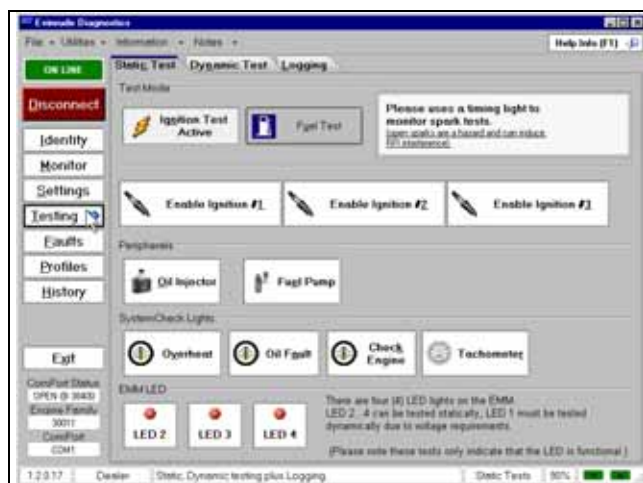 Evinrude Diagnostics
File Utilities Information Notes Help Info (F1)
ON LINE
Static Test Dynamic Test Logging
Test Mode
Disconnect
Ignition Test
Active
Fuel Test
Please uses a timing light to
monitor spark tests.
(open sparks are a hazard and can induce
RFI interference).
Identity
Monitor
Settings
Testing
Faults
Profiles
History
Enable Ignition #1
Enable Ignition #2
Enable Ignition #3
Peripherals
Oil Injector
Fuel Pump
SystemCheck Lights
Overheat
Oil Fault
Check
Engine
Tachometer
Exit
ComPort Status
OPEN @ 38400
Engine Family
ComPort
COM1
EMM LED
LED 2
LED 3
LED 4
There are four (4) LED lights on the EMM.
LED 2 .. 4 can be tested statically, LED 1 must be tested
dynamically due to voltage requirements.
(Please note these tests only indicate that the LED is functional.)
1.2.0.17 Dealer Static, Dynamic testing plus Logging. Static Tests 90%